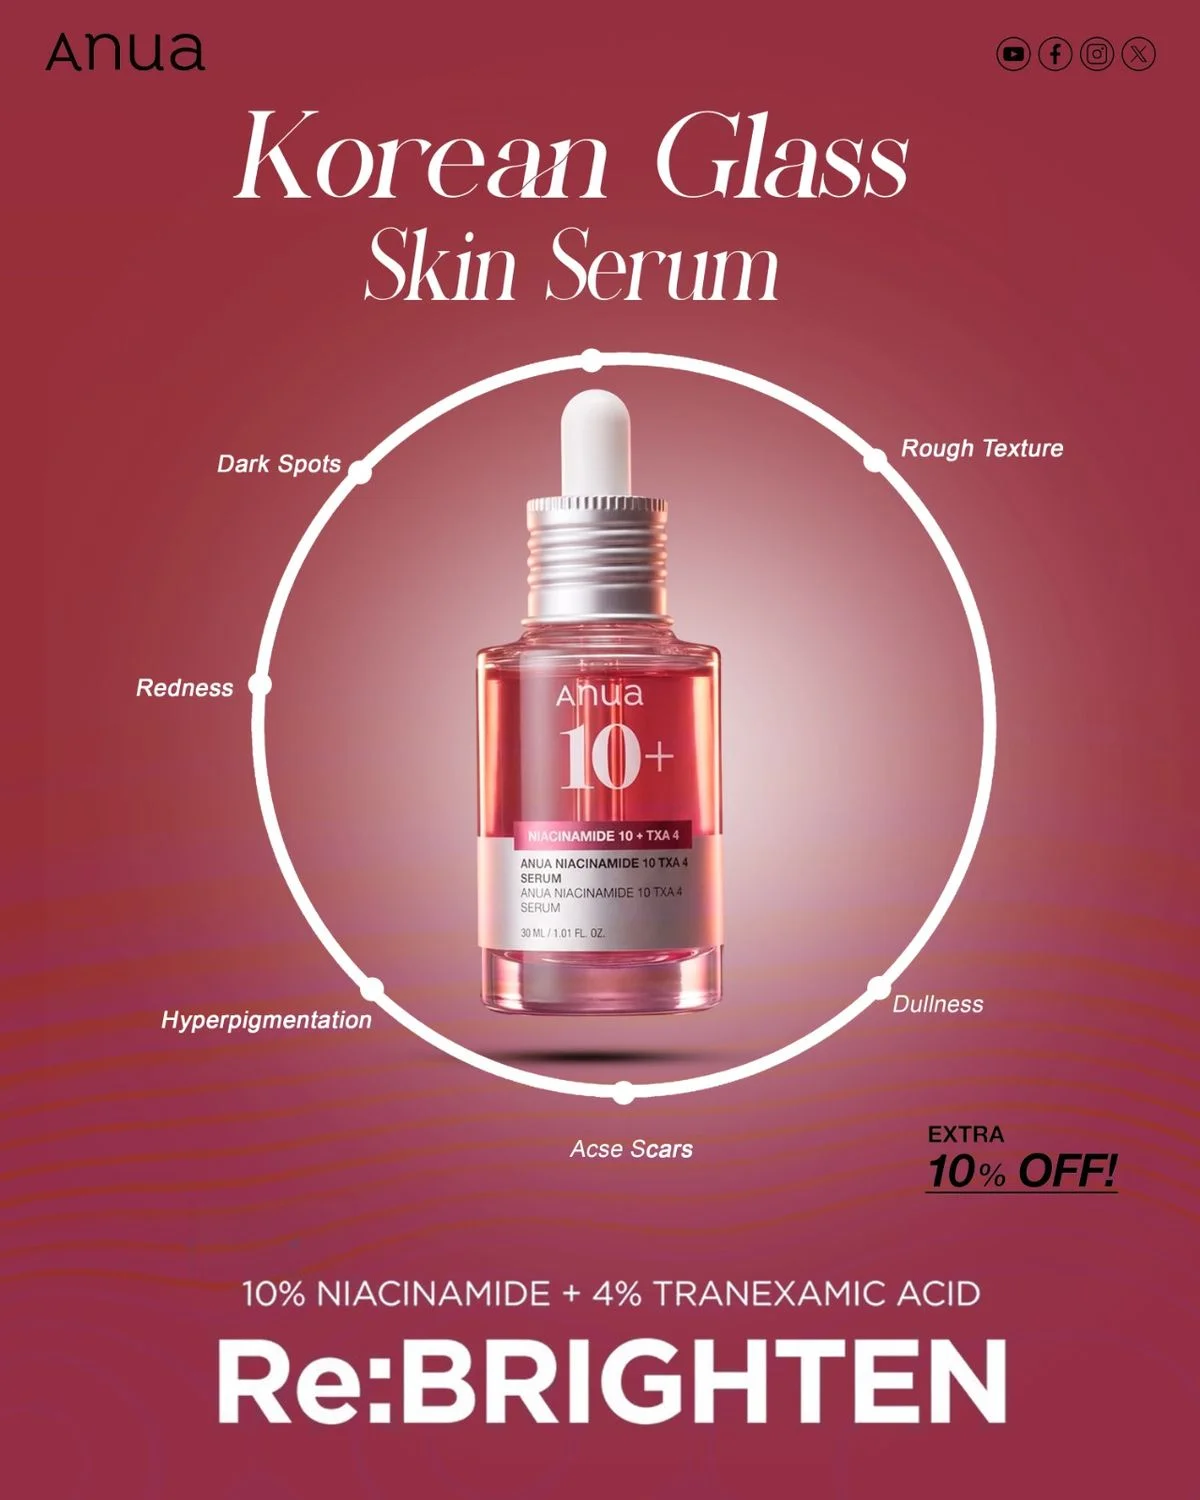 Anua
Korean Glass
Skin Serum
Dark Spots
Rough Texture
Redness
Anua
10+
NIACINAMIDE 10 + TXA 4
ANUA NIACINAMIDE 10 TXA 4
SERUM
ANUA NIACINAMIDE 10 TXA 4
SERUM
30 ML / 1.01 FL. OZ.
Hyperpigmentation
Dullness
Acse Scars
EXTRA
10% OFF!
10% NIACINAMIDE + 4% TRANEXAMIC ACID
Re:BRIGHTEN